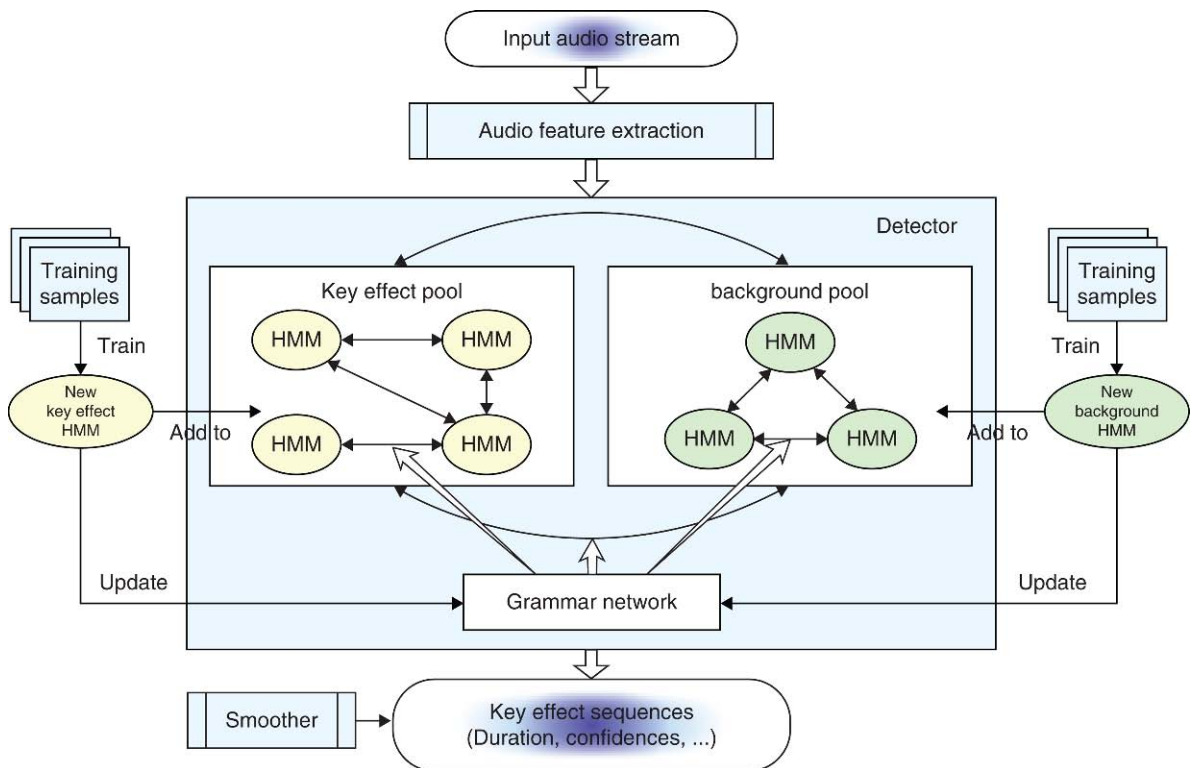 Input audio stream
Audio feature extraction
Detector
Training
samples
Train
New
key effect
HMM
Add to
Update
Key effect pool
HMM
HMM
HMM
HMM
background pool
HMM
HMM
HMM
Training
samples
Train
New
background
HMM
Add to
Update
Grammar network
Smoother
Key effect sequences
(Duration, confidences, ...)